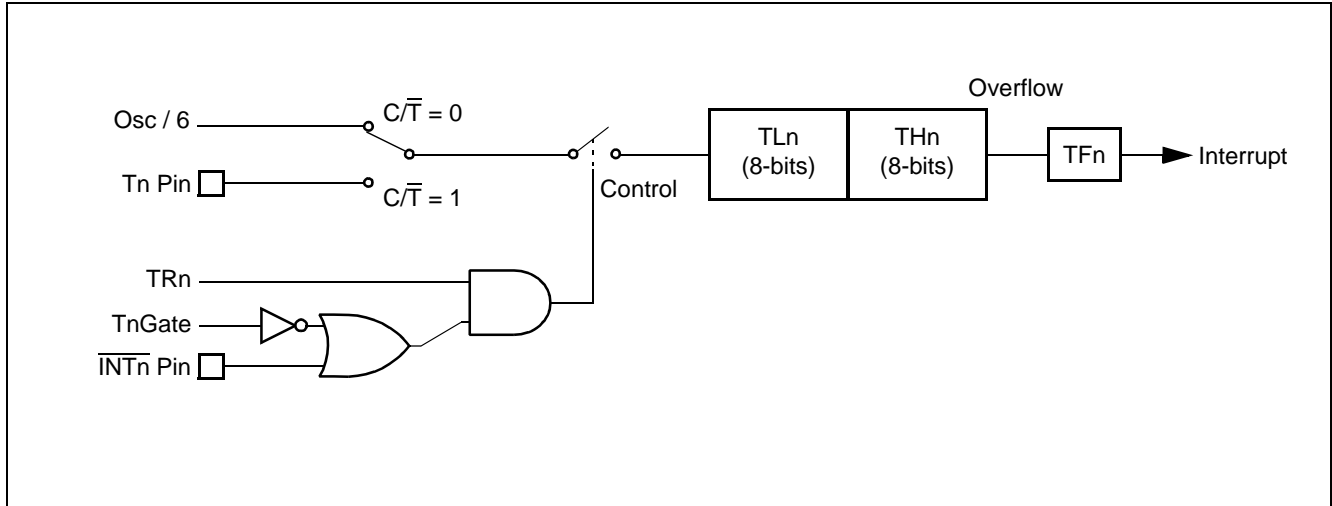 Overflow
Osc / 6
C/T̅ = 0
TLn
(8-bits)
THn
(8-bits)
TFn
Interrupt
Tn Pin
C/T̅ = 1
Control
TRn
TnGate
I̅N̅T̅n̅ Pin